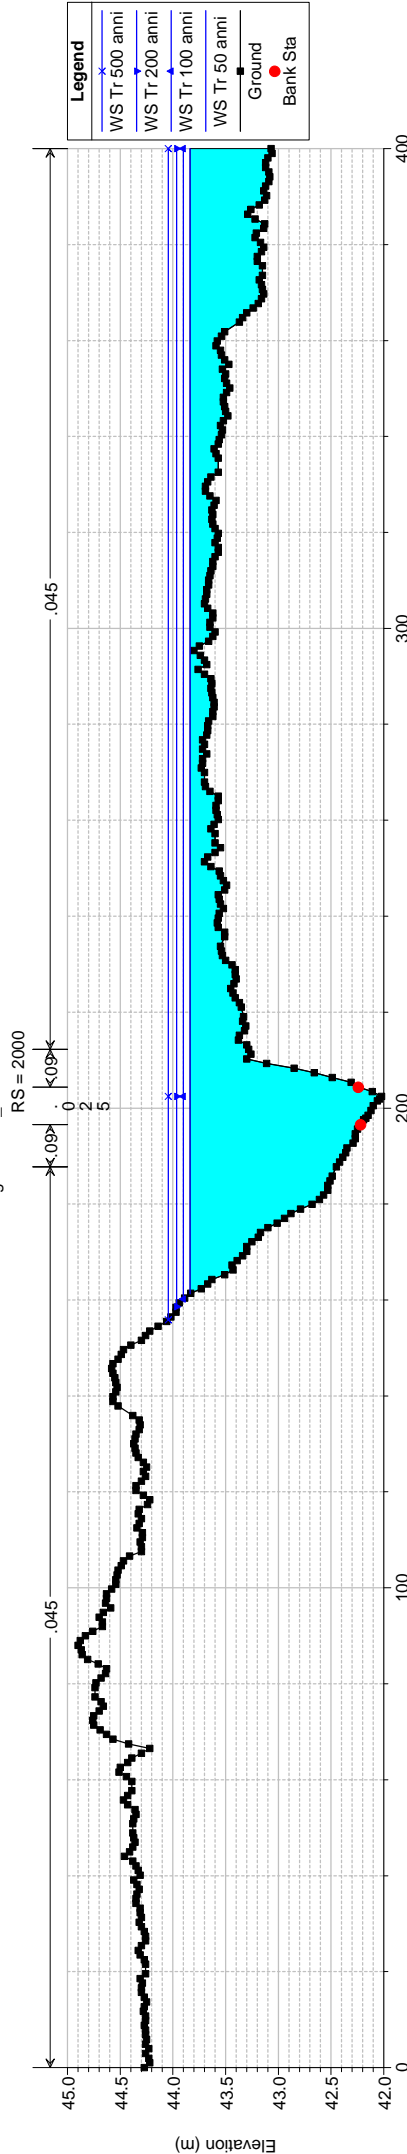 RS = 2000
.045
.09
.025
.09
.045
Legend
WS Tr 500 anni
WS Tr 200 anni
WS Tr 100 anni
WS Tr 50 anni
Ground
Bank Sta
Elevation (m)
45.0
44.5
44.0
43.5
43.0
42.5
42.0
0
100
200
300
400